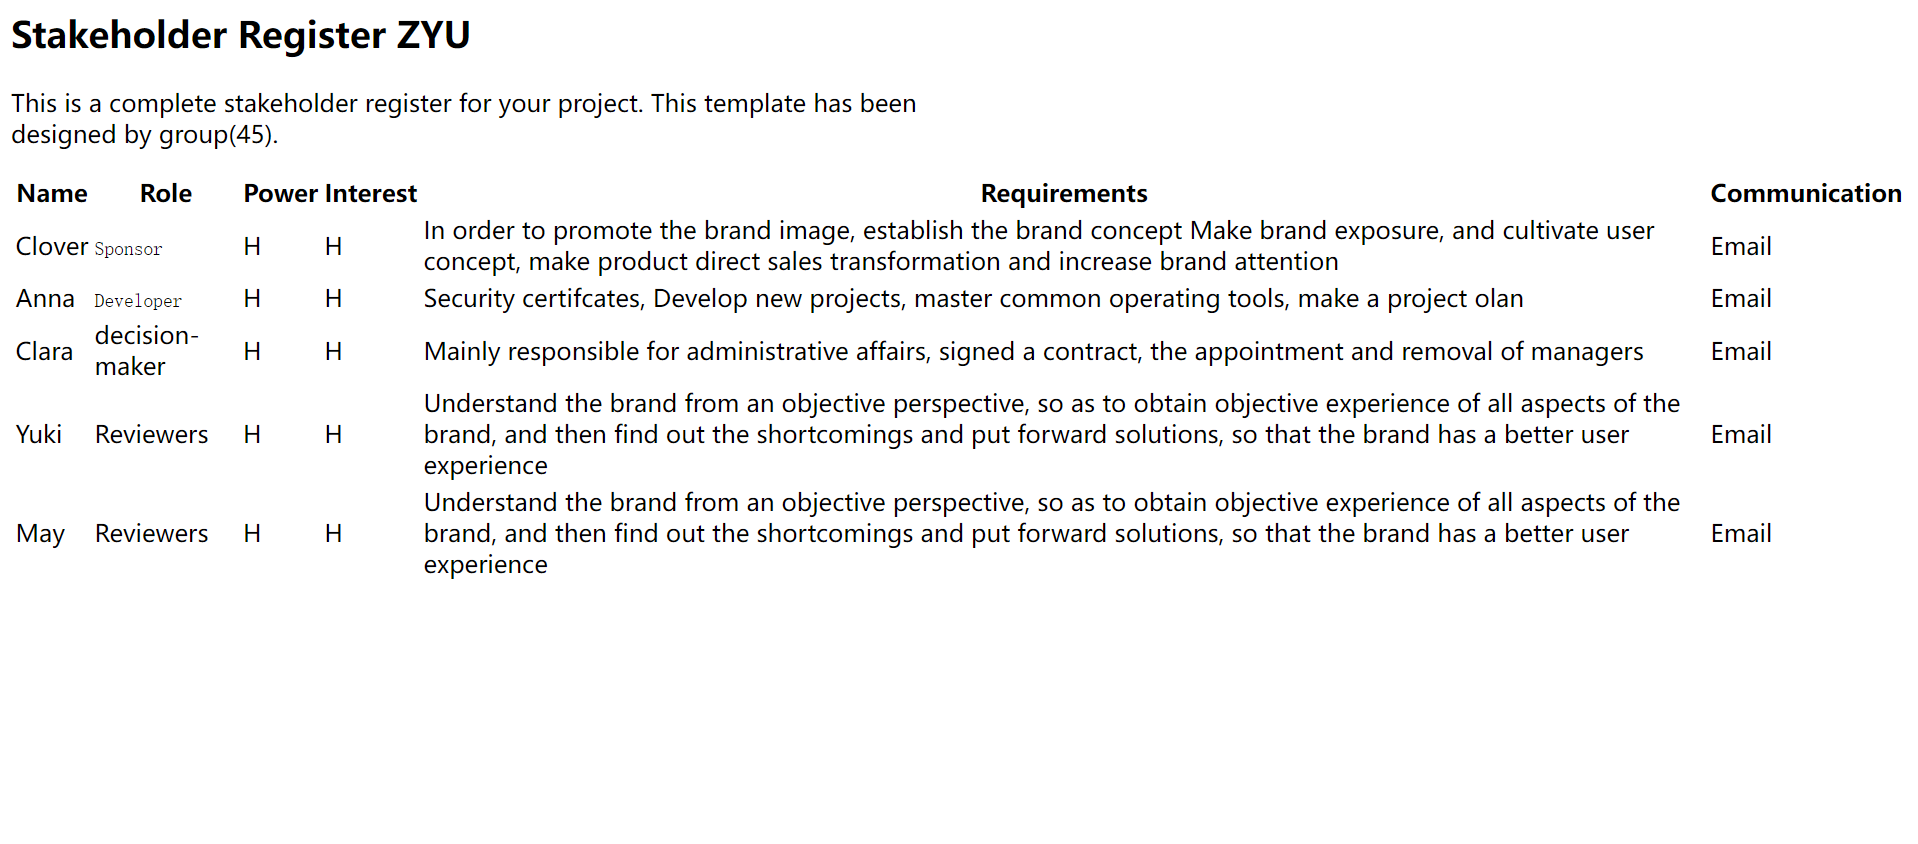 Stakeholder Register ZYU
This is a complete stakeholder register for your project. This template has been
designed by group(45).
Name Role Power Interest Requirements Communication
Clover Sponsor H H In order to promote the brand image, establish the brand concept Make brand exposure, and cultivate user
concept, make product direct sales transformation and increase brand attention Email
Anna Developer H H Security certifcates, Develop new projects, master common operating tools, make a project olan Email
Clara decision-
maker H H Mainly responsible for administrative affairs, signed a contract, the appointment and removal of managers Email
Yuki Reviewers H H Understand the brand from an objective perspective, so as to obtain objective experience of all aspects of the
brand, and then find out the shortcomings and put forward solutions, so that the brand has a better user
experience Email
May Reviewers H H Understand the brand from an objective perspective, so as to obtain objective experience of all aspects of the
brand, and then find out the shortcomings and put forward solutions, so that the brand has a better user
experience Email